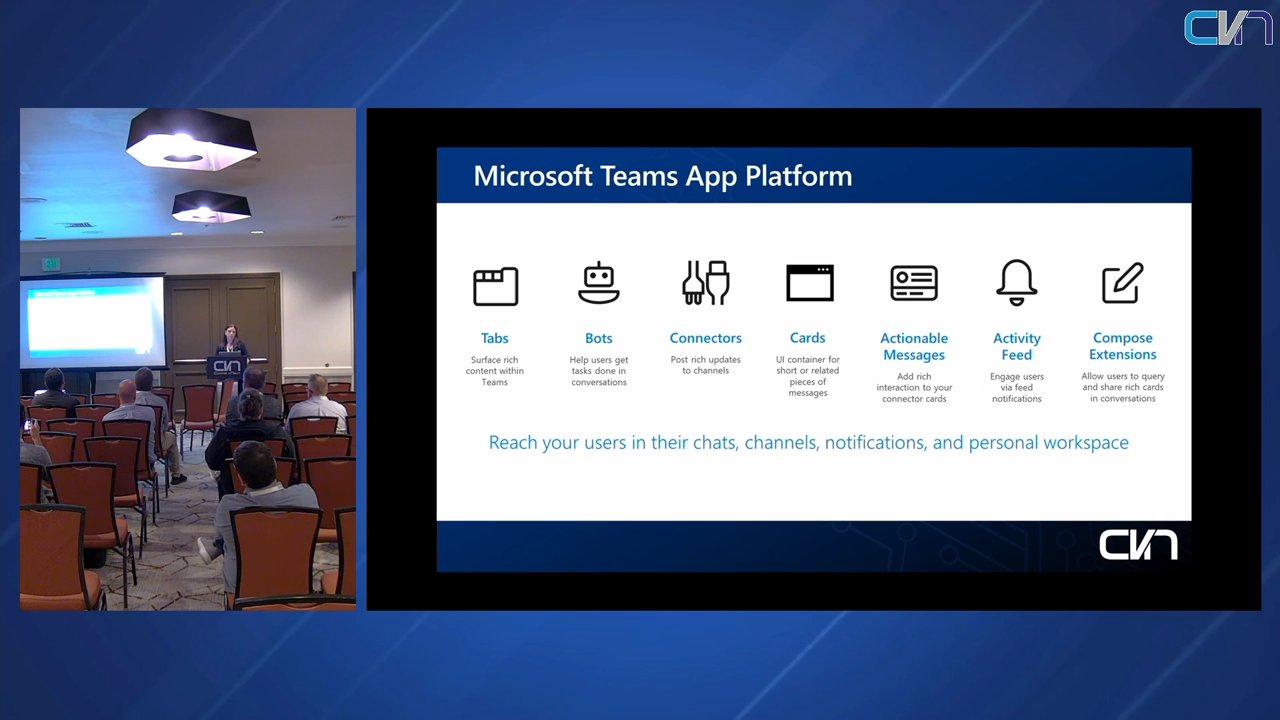 CVN
Microsoft Teams App Platform
Tabs
Surface rich
content within
Teams
Bots
Help users get
tasks done in
conversations
Connectors
Post rich updates
to channels
Cards
UI container for
short or related
pieces of
messages
Actionable
Messages
Add rich
interaction to your
connector cards
Activity
Feed
Engage users
via feed
notifications
Compose
Extensions
Allow users to query
and share rich cards
in conversations
Reach your users in their chats, channels, notifications, and personal workspace
CVN
CVN